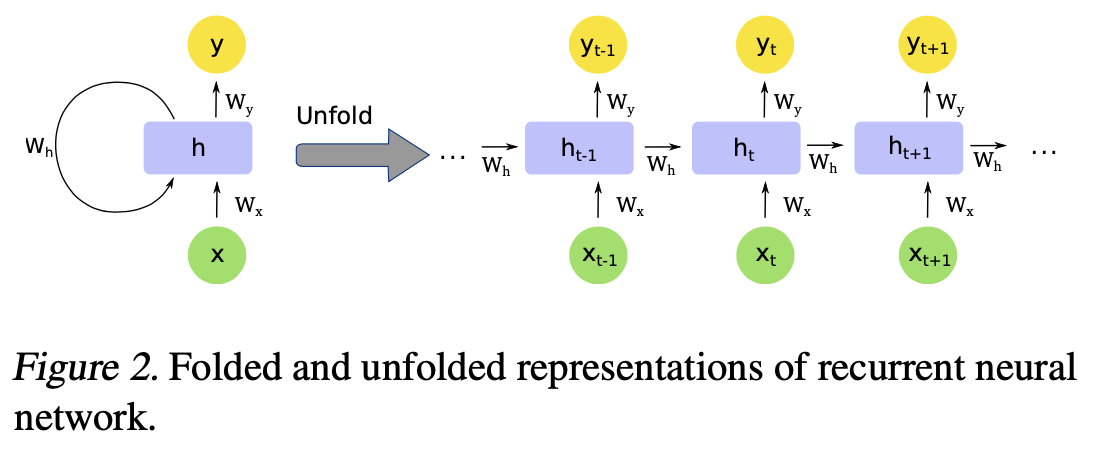 y
W_y
W_h
h
W_x
x
Unfold
y_{t-1} y_t y_{t+1}
W_y W_y W_y
... W_h h_{t-1} W_h h_t W_h h_{t+1} W_h ...
W_x W_x W_x
x_{t-1} x_t x_{t+1}
Figure 2. Folded and unfolded representations of recurrent neural
network.